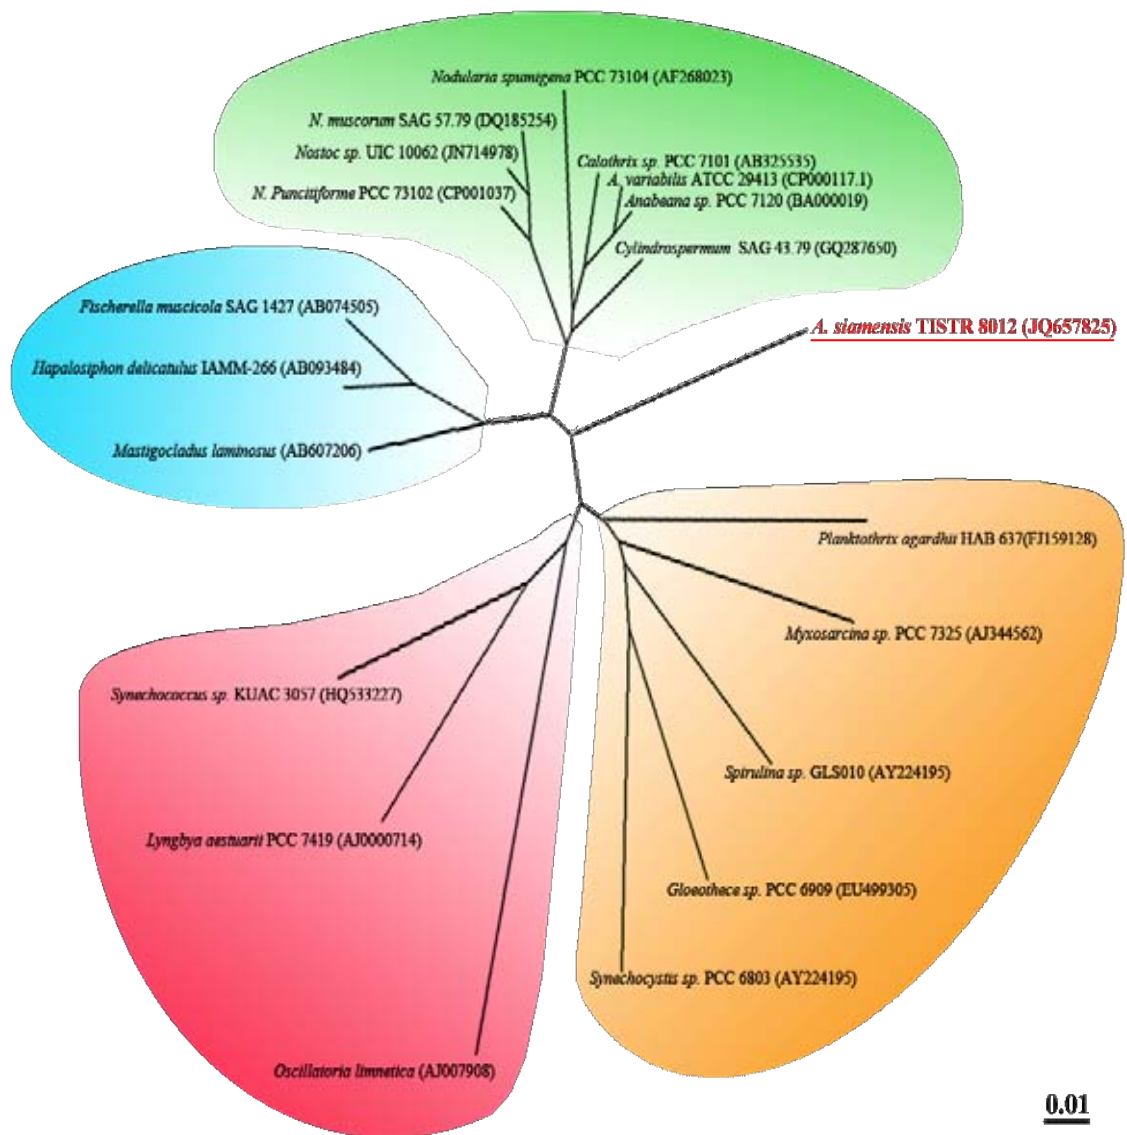 Nodularia spumigena PCC 73104 (AF268023)
N. muscorum SAG 57.79 (DQ185254)
Nostoc sp. UIC 10062 (JN714978)
Calothrix sp. PCC 7101 (AB325535)
A. variabilis ATCC 29413 (CP000117.1)
N. Puncitiforme PCC 73102 (CP001037)
Anabeana sp. PCC 7120 (BA000019)
Cylindrospermum SAG 43.79 (GQ287650)
Fischerella muscicola SAG 1427 (AB074505)
A. siamensis TISTR 8012 (JQ657825)
Hapalosiphon delicatulus IAMM-266 (AB093484)
Mastigocladus laminosus (AB607206)
Planktothrix agardhii HAB 637(FJ159128)
Myxosarcina sp. PCC 7325 (AJ344562)
Synechococcus sp. KUAC 3057 (HQ533227)
Spirulina sp. GLS010 (AY224195)
Lyngbya aestuarii PCC 7419 (AJ0000714)
Gloeothece sp. PCC 6909 (EU499305)
Synechocystis sp. PCC 6803 (AY224195)
Oscillatoria limnetica (AJ007908)
0.01